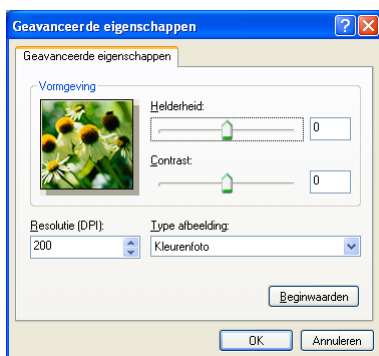 Geavanceerde eigenschappen
Geavanceerde eigenschappen
Vormgeving
Helderheid:
0
Contrast:
0
Resolutie (DPI):
Type afbeelding:
200
Kleurenfoto
Beginwaarden
OK
Annuleren